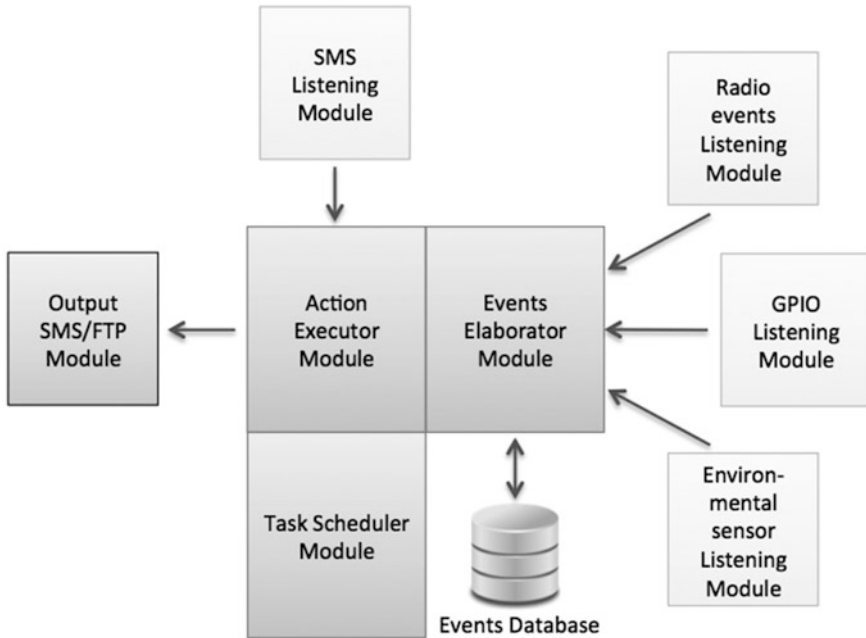 SMS
Listening
Module
Radio
events
Listening
Module
Output
SMS/FTP
Module
Action
Executor
Module
Events
Elaborator
Module
GPIO
Listening
Module
Task Scheduler
Module
Environ-
mental
sensor
Listening
Module
Events Database